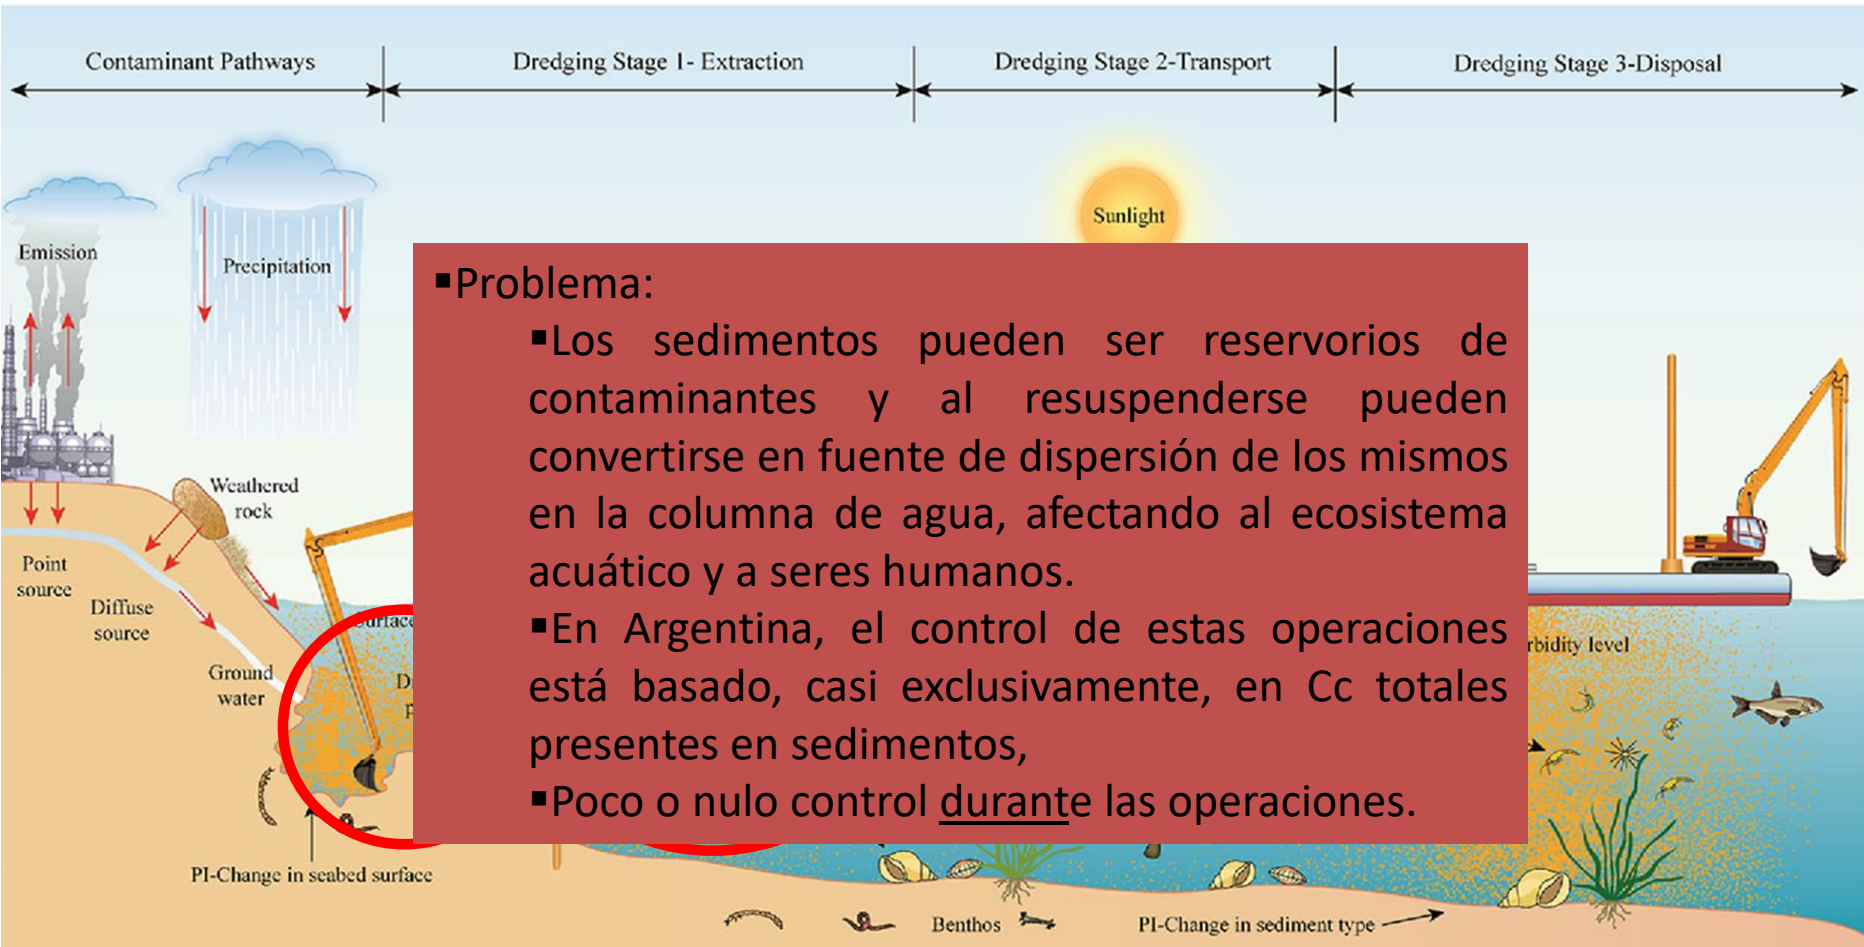 Contaminant Pathways
Dredging Stage 1- Extraction
Dredging Stage 2-Transport
Dredging Stage 3-Disposal
Sunlight
Emission
Precipitation
▪Problema:
▪Los sedimentos pueden ser reservorios de
contaminantes y al resuspenderse pueden
convertirse en fuente de dispersión de los mismos
en la columna de agua, afectando al ecosistema
acuático y a seres humanos.
▪En Argentina, el control de estas operaciones
está basado, casi exclusivamente, en Cc totales
presentes en sedimentos,
▪Poco o nulo control durante las operaciones.
Weathered
rock
Point
source
Diffuse
source
Ground
water
level
PI-Change in seabed surface
Benthos
PI-Change in sediment type